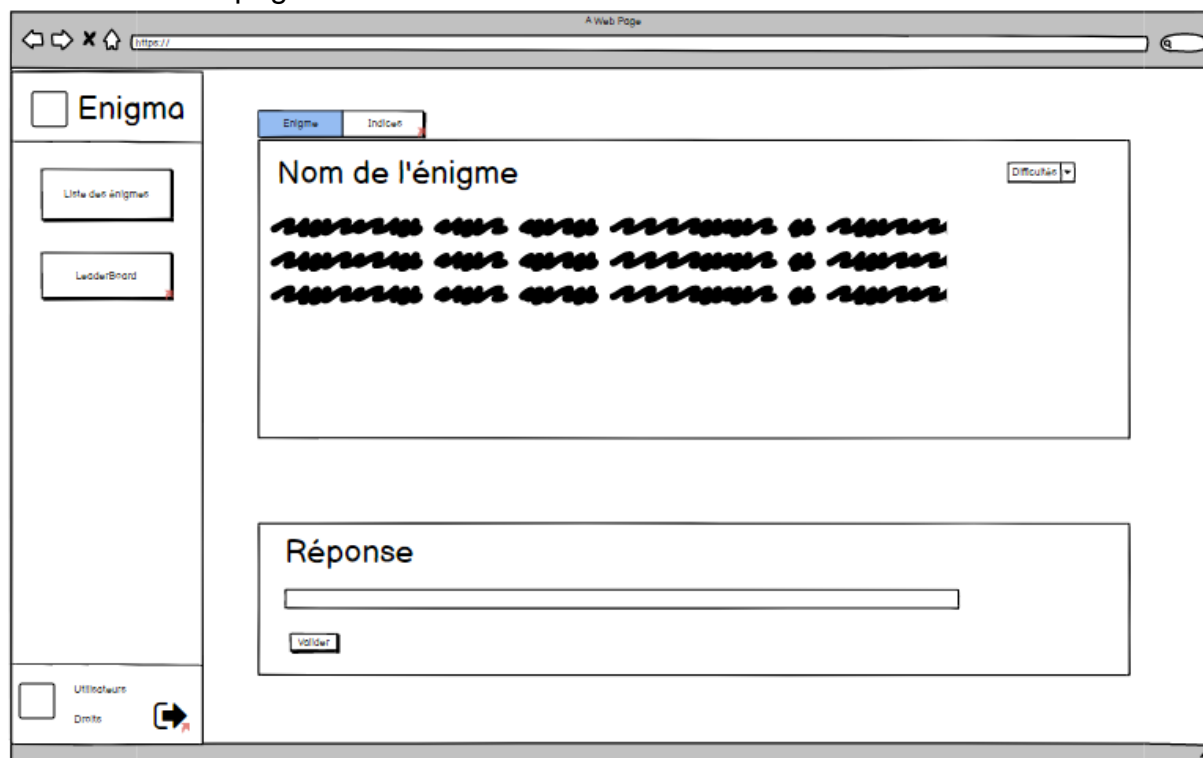 A Web Page
https://
Enigma
Liste des énigmes
LeaderBoard
Utilisateurs
Droits
Enigme
Indices
Nom de l'énigme
Difficultés
Réponse
Valider